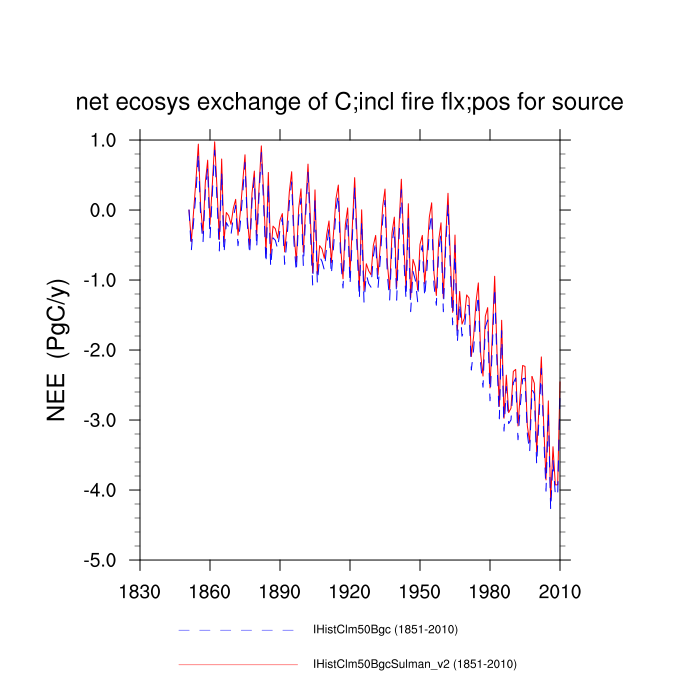 net ecosys exchange of C;incl fire flx;pos for source
NEE (PgC/y)
1.0
0.0
-1.0
-2.0
-3.0
-4.0
-5.0
1830 1860 1890 1920 1950 1980 2010
IHistClm50Bgc (1851-2010)
IHistClm50BgcSulman_v2 (1851-2010)